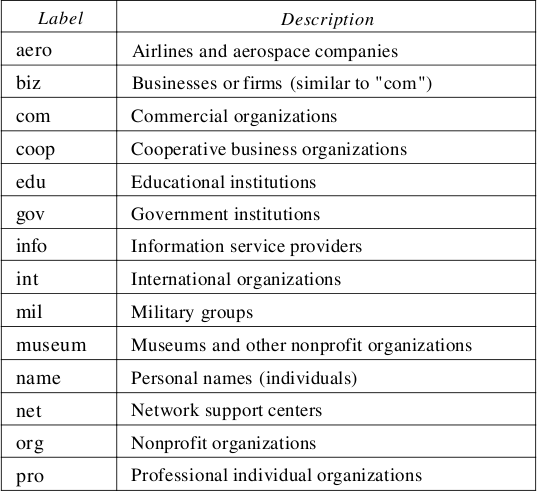 Label Description
aero Airlines and aerospace companies
biz Businesses or firms (similar to "com")
com Commercial organizations
coop Cooperative business organizations
edu Educational institutions
gov Government institutions
info Information service providers
int International organizations
mil Military groups
museum Museums and other nonprofit organizations
name Personal names (individuals)
net Network support centers
org Nonprofit organizations
pro Professional individual organizations